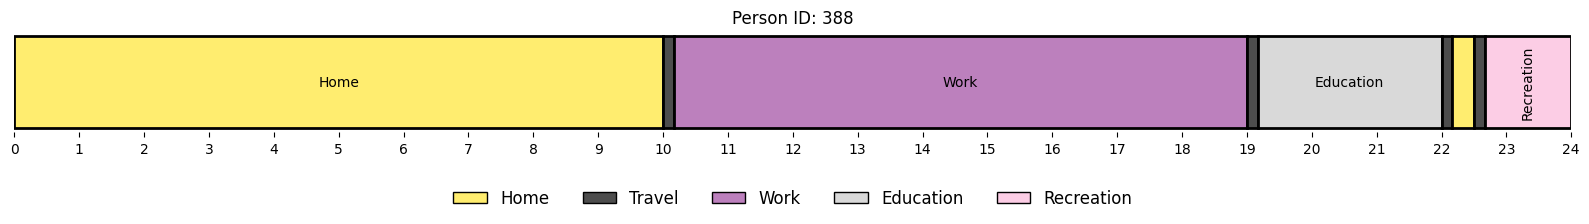 Person ID: 388
Home Work Education Recreation
0 1 2 3 4 5 6 7 8 9 10 11 12 13 14 15 16 17 18 19 20 21 22 23 24
Home Travel Work Education Recreation